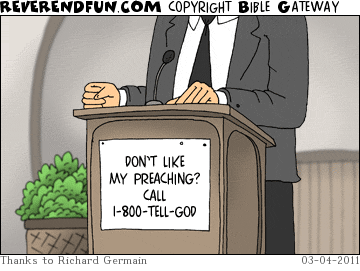 REVERENDFUN.COM COPYRIGHT BIBLE GATEWAY
DON'T LIKE
MY PREACHING?
CALL
1-800-TELL-GOD
Thanks to Richard Germain 03-04-2011